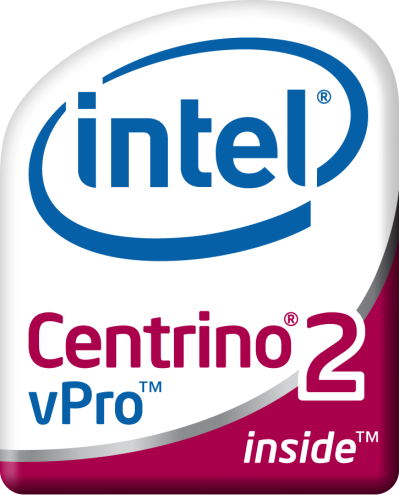 intel®
Centrino® 2
vPro™
inside™